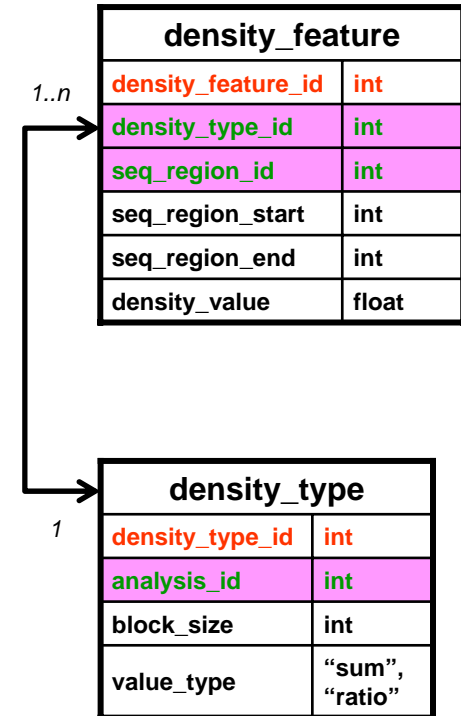 density_feature
1..n
density_feature_id int
density_type_id int
seq_region_id int
seq_region_start int
seq_region_end int
density_value float
density_type
1
density_type_id int
analysis_id int
block_size int
value_type "sum",
"ratio"